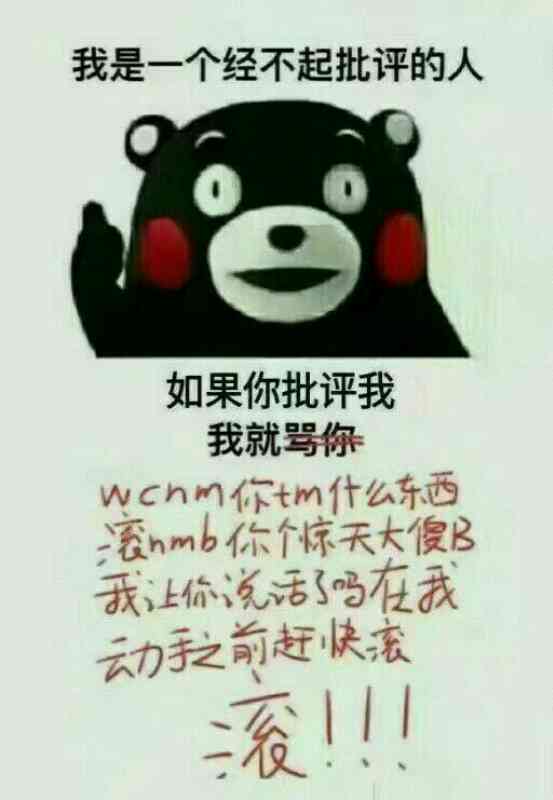 我是一个经不起批评的人
如果你批评我
我就骂你
wcnm你tm什么东西
滚nmb你个惊天大傻B
我让你说话了吗在我
动手之前赶快滚
滚!!!